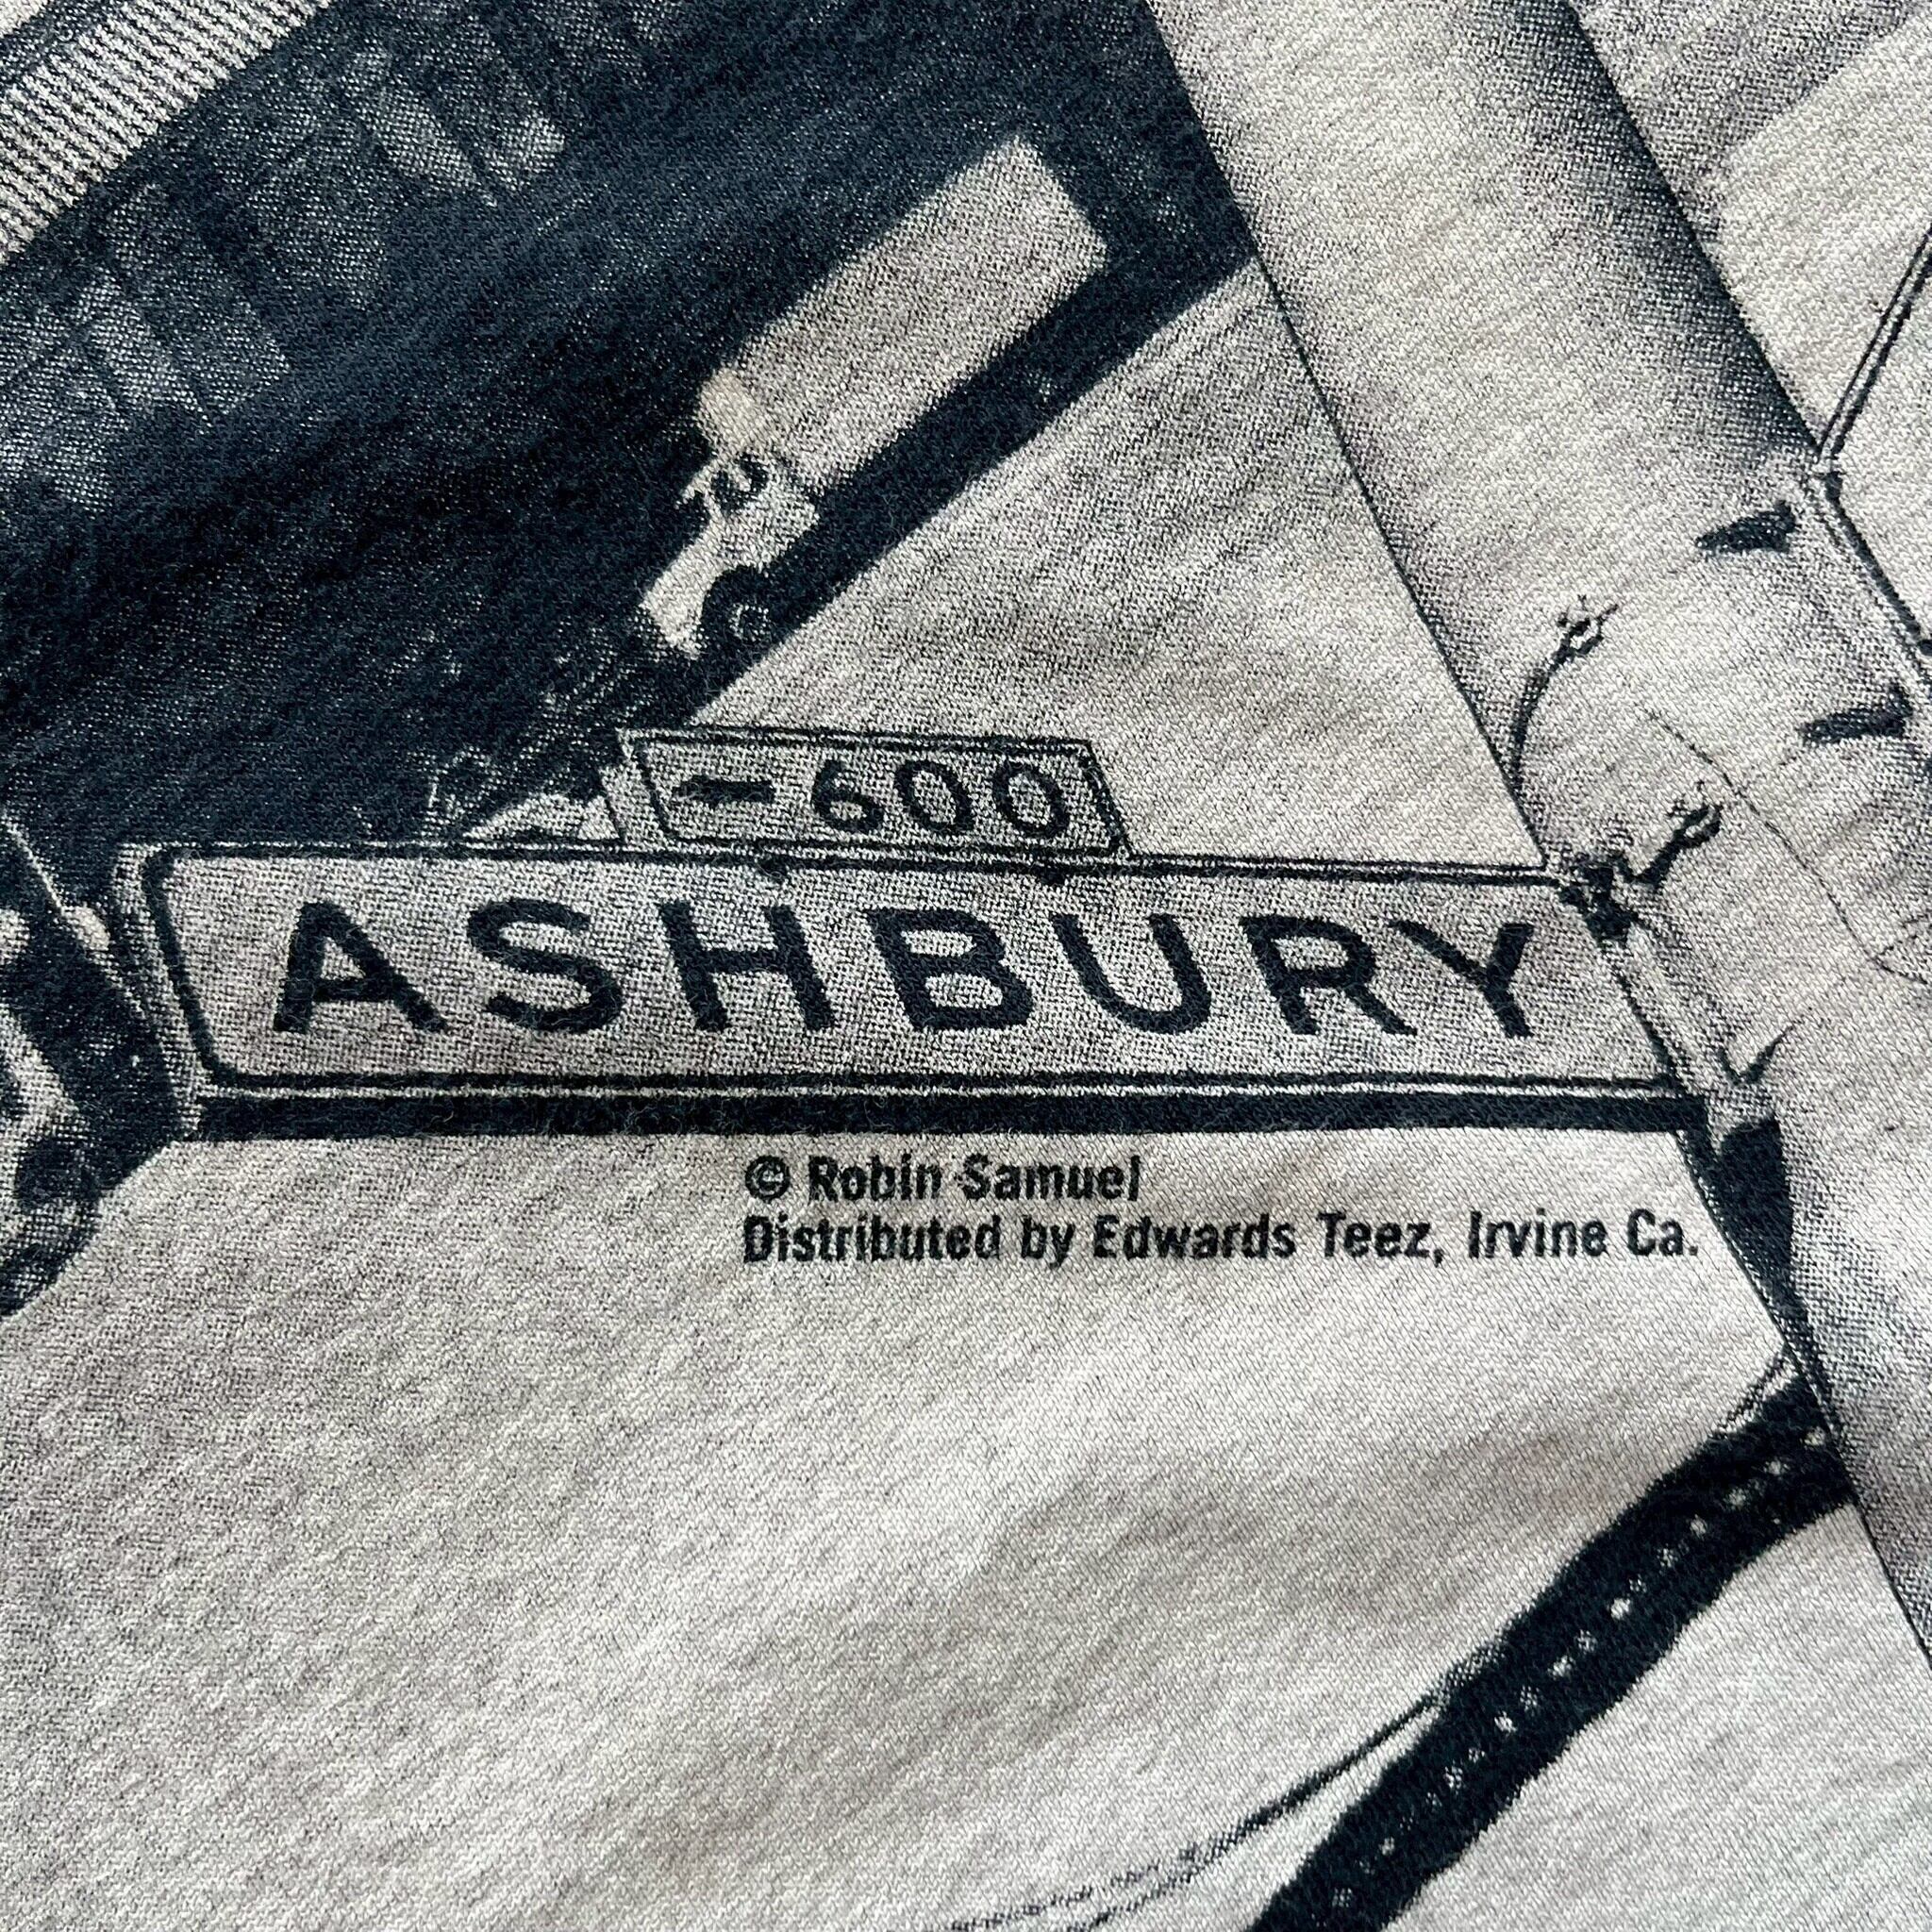 -600
ASHBURY
© Robin Samuel
Distributed by Edwards Teez, Irvine Ca.